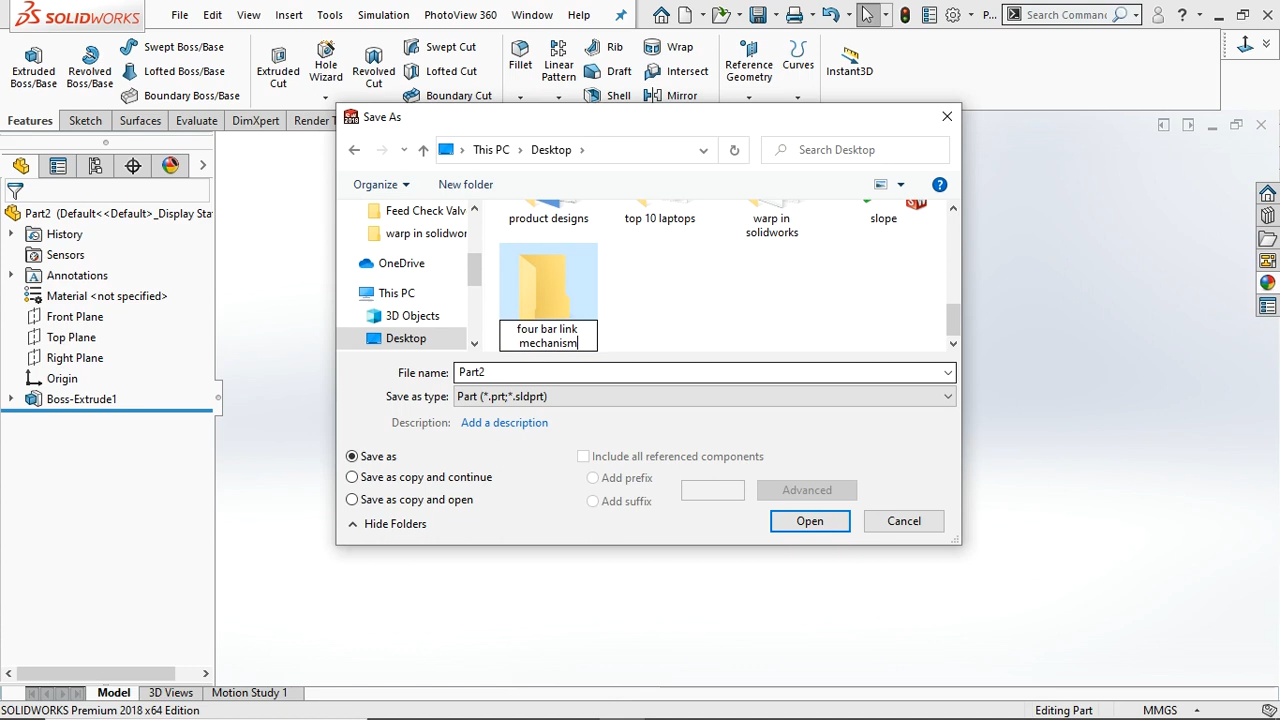 SOLIDWORKS
File
Edit
View
Insert
Tools
Simulation
PhotoView 360
Window
Help
P...
Search Command
Extruded
Boss/Base
Revolved
Boss/Base
Swept Boss/Base
Lofted Boss/Base
Boundary Boss/Base
Extruded
Cut
Hole
Wizard
Revolved
Cut
Swept Cut
Lofted Cut
Boundary Cut
Fillet
Linear
Pattern
Rib
Draft
Shell
Wrap
Intersect
Mirror
Reference
Geometry
Curves
Instant3D
Features
Sketch
Surfaces
Evaluate
DimXpert
Render T
Part2 (Default<<Default>_Display Sta
History
Sensors
Annotations
Material <not specified>
Front Plane
Top Plane
Right Plane
Origin
Boss-Extrude1
2018
Save As
This PC
Desktop
Search Desktop
Organize
New folder
Feed Check Valv
warp in solidwor
OneDrive
This PC
3D Objects
Desktop
product designs
top 10 laptops
warp in
solidworks
slope
four bar link
mechanism
File name:
Part2
Save as type:
Part (*.prt;*.sldprt)
Description:
Add a description
Save as
Save as copy and continue
Save as copy and open
Include all referenced components
Add prefix
Add suffix
Advanced
Hide Folders
Open
Cancel
Model
3D Views
Motion Study 1
SOLIDWORKS Premium 2018 x64 Edition
Editing Part
MMGS